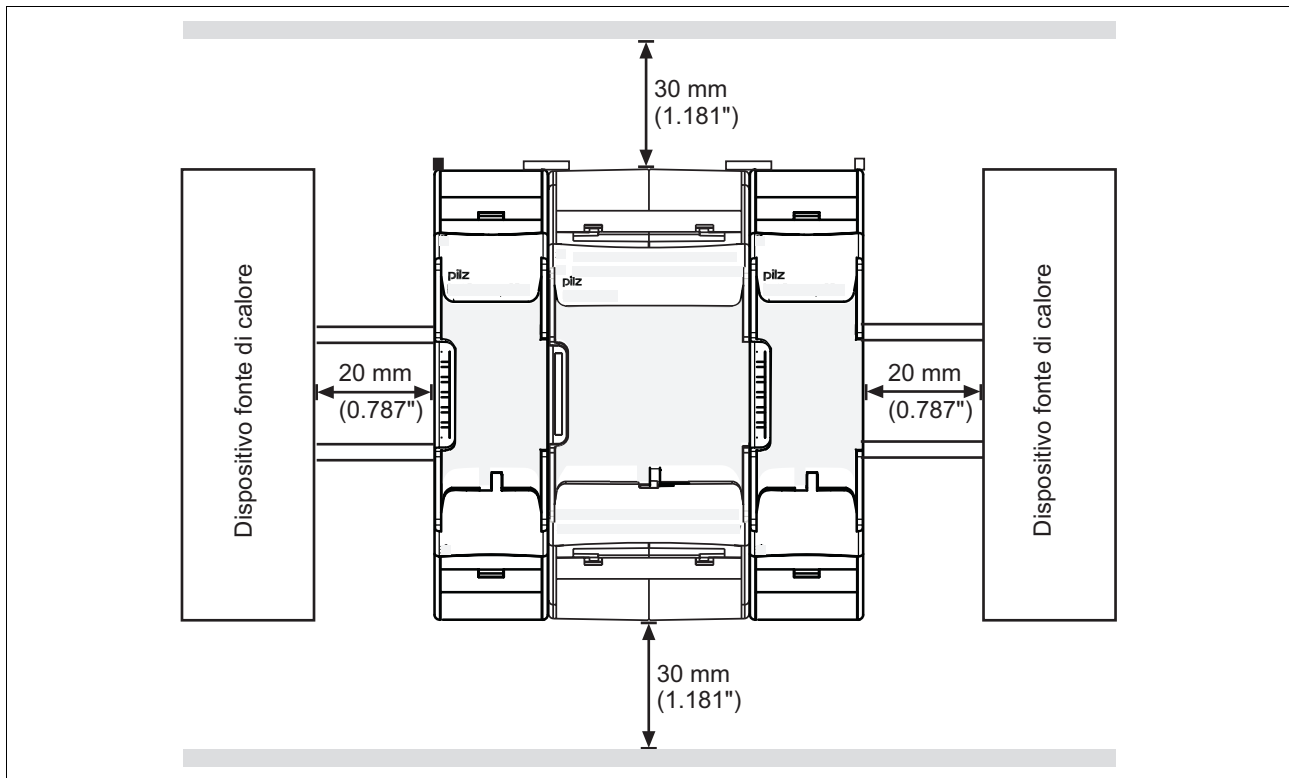 30 mm
(1.181")
pilz
pilz
pilz
Dispositivo fonte di calore
20 mm
(0.787")
20 mm
(0.787")
Dispositivo fonte di calore
30 mm
(1.181")